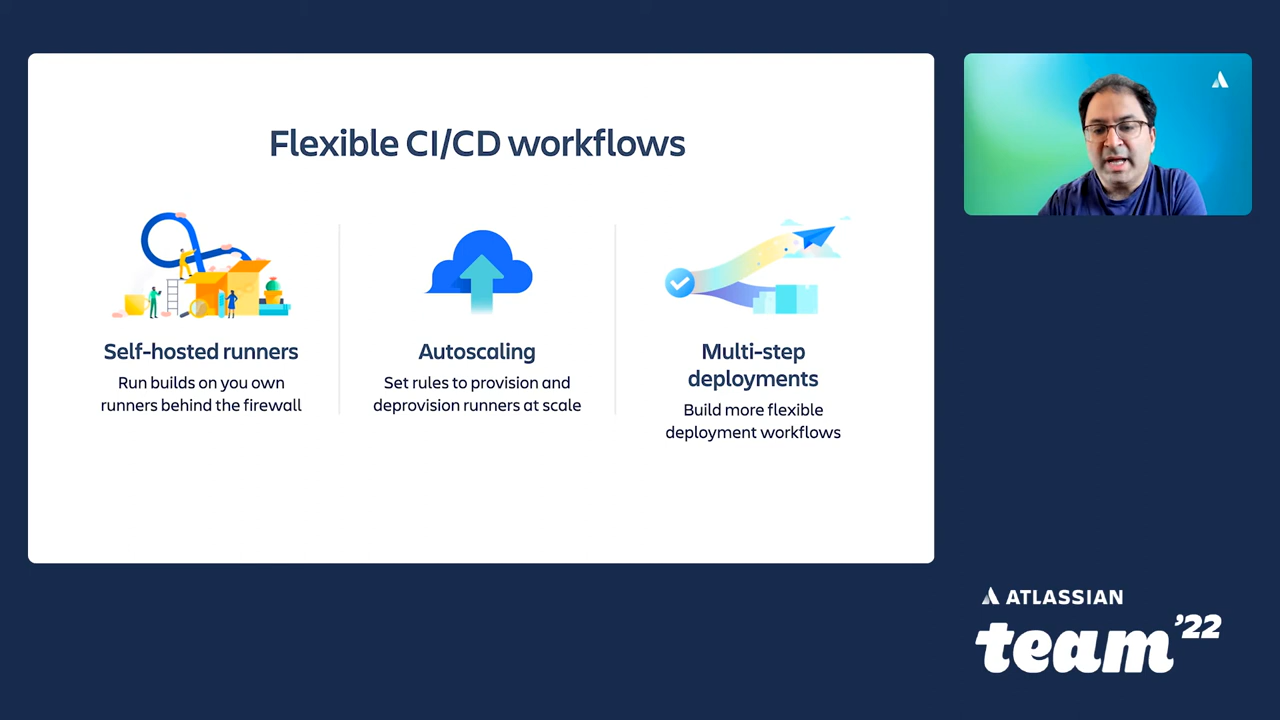 Flexible CI/CD workflows
Self-hosted runners
Run builds on you own
runners behind the firewall
Autoscaling
Set rules to provision and
deprovision runners at scale
Multi-step
deployments
Build more flexible
deployment workflows
ATLASSIAN
team '22